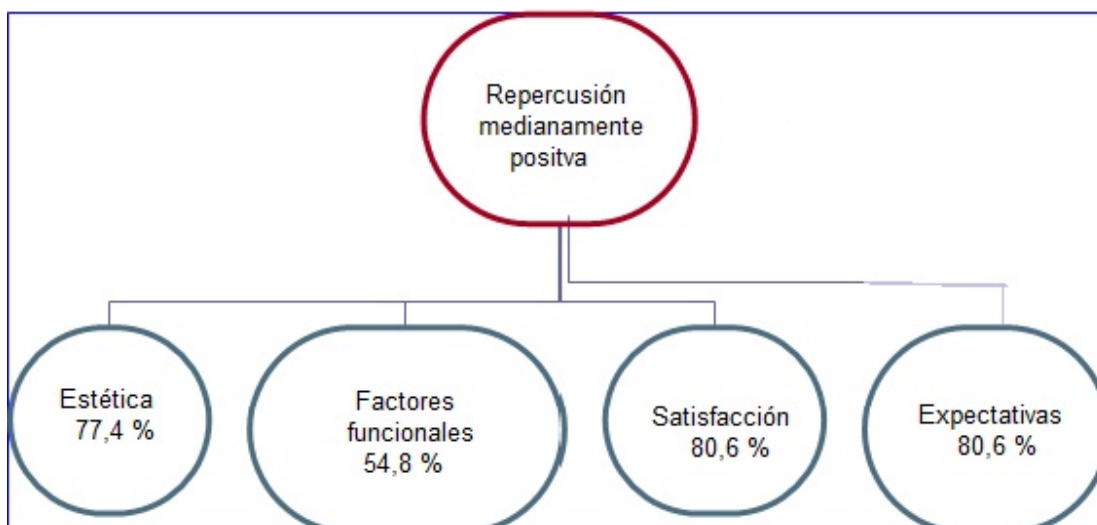 Repercusión
medianamente
positva
Estética
77,4 %
Factores
funcionales
54,8 %
Satisfacción
80,6 %
Expectativas
80,6 %